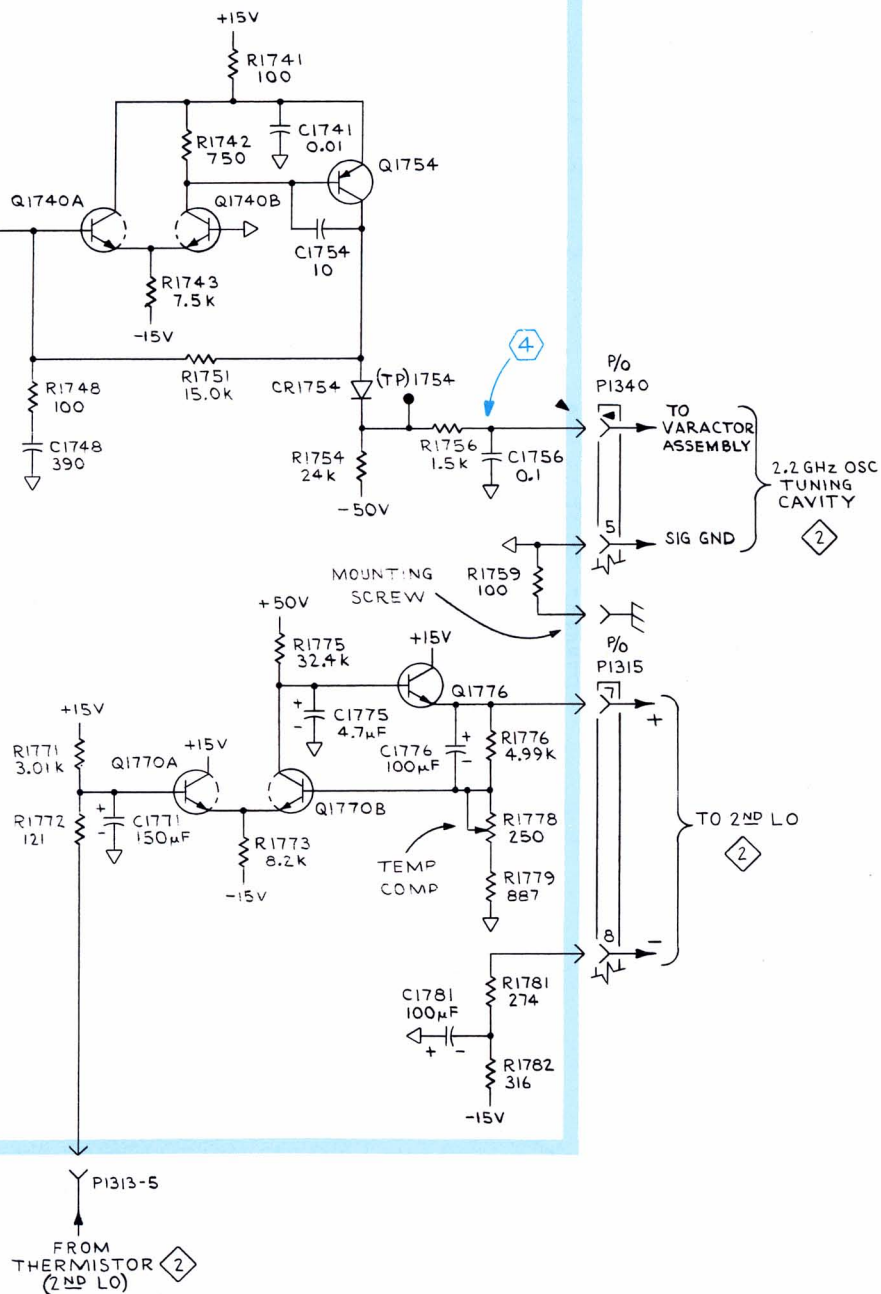 +15V
R1741
100
R1742
750
C1741
0.01
Q1754
Q1740A
Q1740B
C1754
10
R1743
7.5K
-15V
R1751
15.0k
4
P/O
P1340
R1748
100
CR1754
(TP)1754
TO
VARACTOR
ASSEMBLY
C1748
390
R1754
24k
R1756
1.5k
C1756
0.1
2.2 GHz OSC
TUNING
CAVITY
2
-50V
5
SIG GND
MOUNTING
SCREW
R1759
100
+50V
P/O
P1315
R1775
32.4k
+15V
Q1776
7
+
+15V
+
-
C1775
4.7µF
+
-
C1776
100µF
R1776
4.99K
R1771
3.01K
Q1770A
+15V
R1772
121
+
-
C1771
150µF
Q1770B
R1778
250
TO 2ND LO
2
R1773
8.2k
TEMP
COMP
R1779
887
-15V
8
-
C1781
100µF
R1781
274
+ -
R1782
316
-15V
P1313-5
FROM
THERMISTOR 2
(2ND LO)